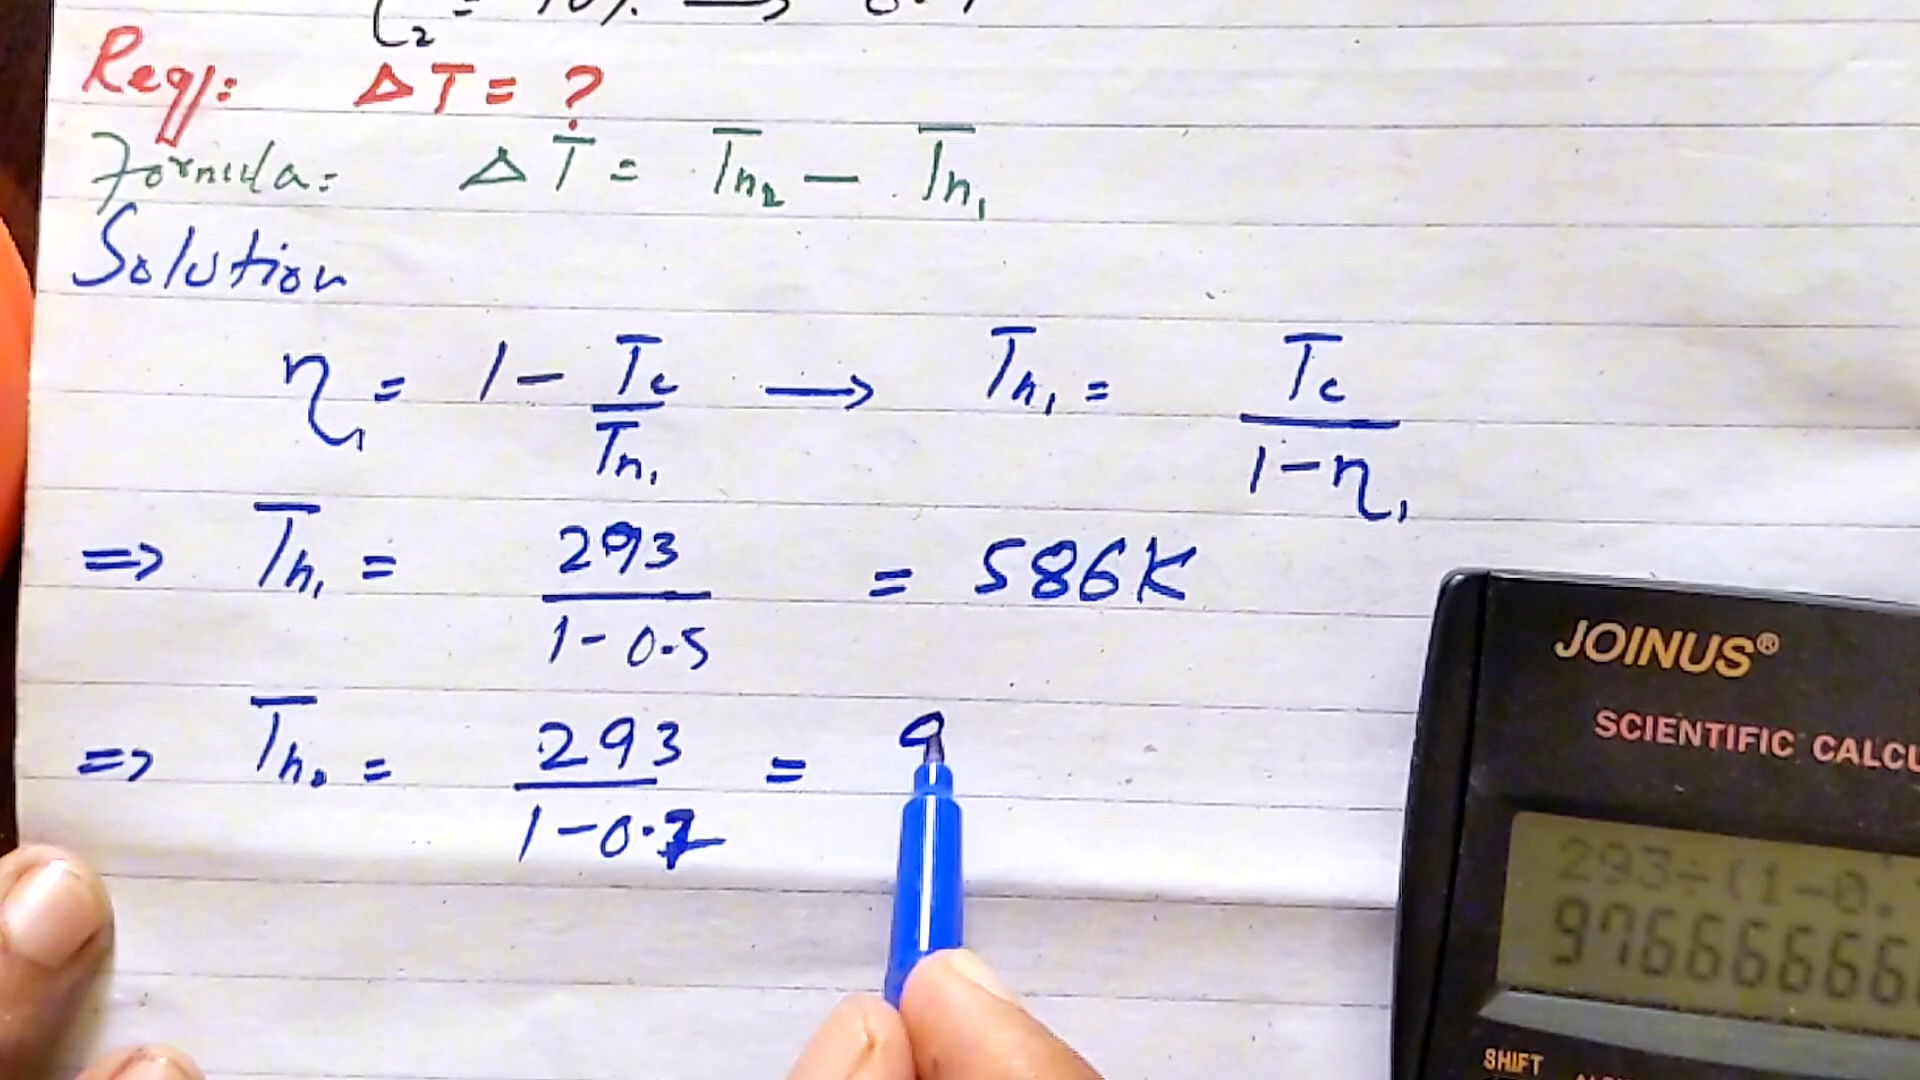 Req/: ΔT = ?
Formula: ΔT = Tₕ₂ − Tₕ₁
Solution
η₁ = 1 − Tc/Tₕ₁ → Tₕ₁ = Tc/(1−η₁)
=> Tₕ₁ = 293/(1−0.5) = 586K
=> Tₕ₂ = 293/(1−0.7) = 9
JOINUS®
SCIENTIFIC CALCU
293÷(1−0.
976666666
SHIFT